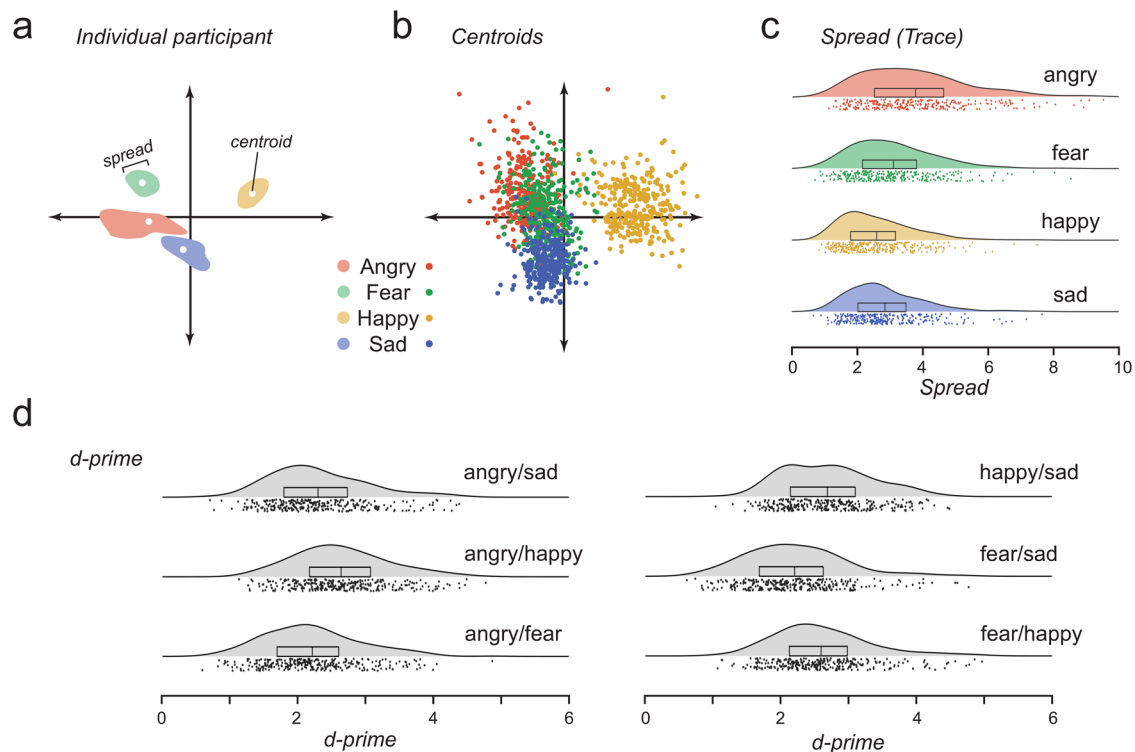 a
Individual participant
b
Centroids
c
Spread (Trace)
spread
centroid
Angry
Fear
Happy
Sad
angry
fear
happy
sad
0 2 4 6 8 10
Spread
d
d-prime
angry/sad
angry/happy
angry/fear
0 2 4 6
d-prime
happy/sad
fear/sad
fear/happy
0 2 4 6
d-prime